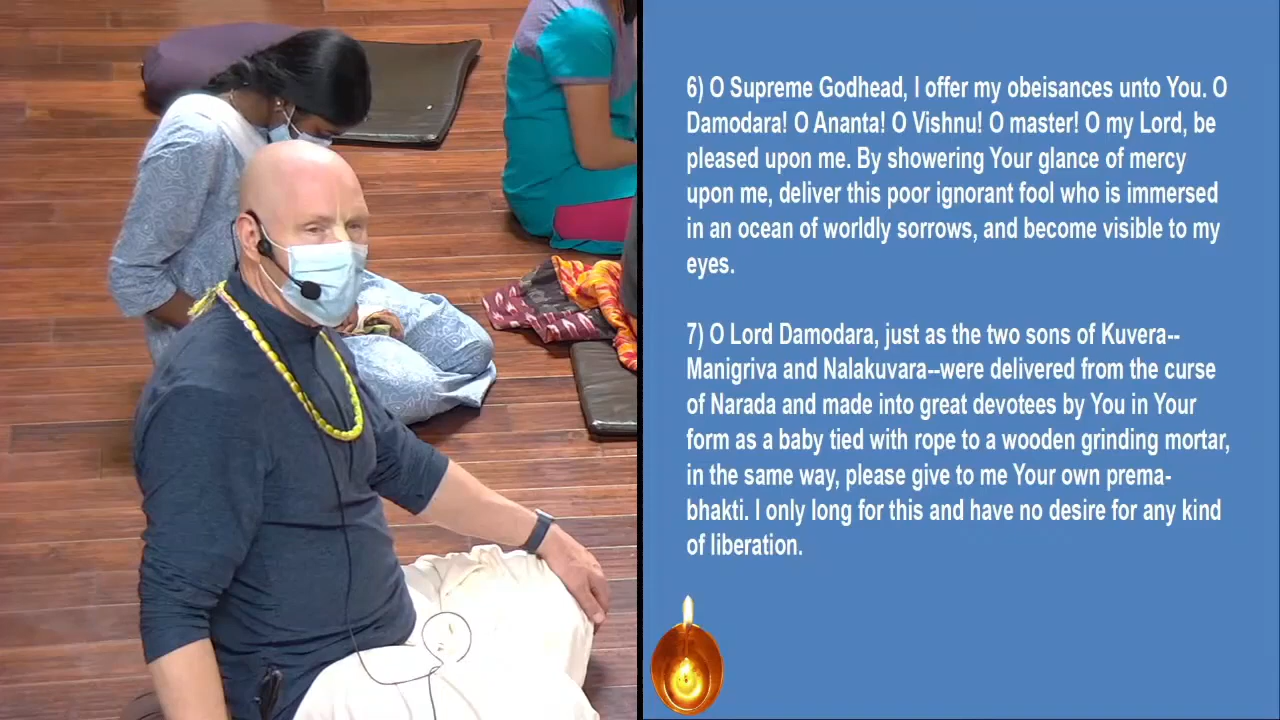 6) O Supreme Godhead, I offer my obeisances unto You. O
Damodara! O Ananta! O Vishnu! O master! O my Lord, be
pleased upon me. By showering Your glance of mercy
upon me, deliver this poor ignorant fool who is immersed
in an ocean of worldly sorrows, and become visible to my
eyes.
7) O Lord Damodara, just as the two sons of Kuvera--
Manigriva and Nalakuvara--were delivered from the curse
of Narada and made into great devotees by You in Your
form as a baby tied with rope to a wooden grinding mortar,
in the same way, please give to me Your own prema-
bhakti. I only long for this and have no desire for any kind
of liberation.